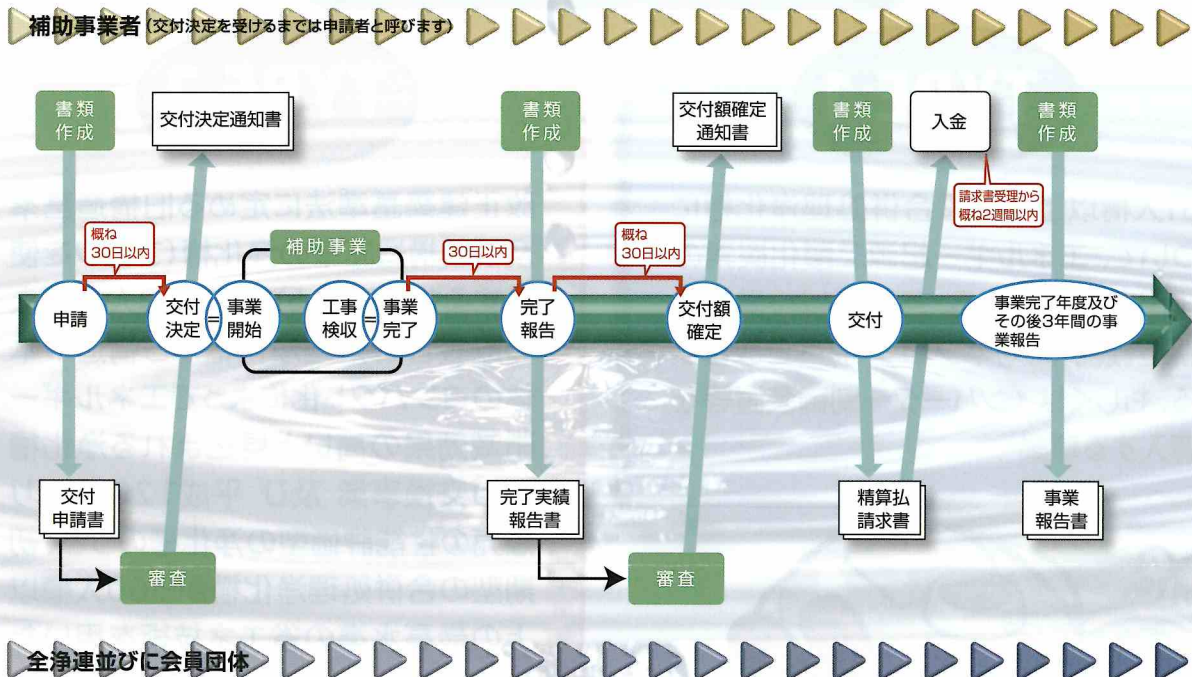 補助事業者(交付決定を受けるまでは申請者と呼びます)
書類
作成
交付決定通知書
書類
作成
交付額確定
通知書
書類
作成
入金
書類
作成
請求書受理から
概ね2週間以内
概ね
30日以内
補助事業
30日以内
概ね
30日以内
申請
交付
決定
=
事業
開始
工事
検収
=
事業
完了
完了
報告
交付額
確定
交付
事業完了年度及び
その後3年間の事
業報告
交付
申請書
完了実績
報告書
精算払
請求書
事業
報告書
審査
審査
全浄連並びに会員団体